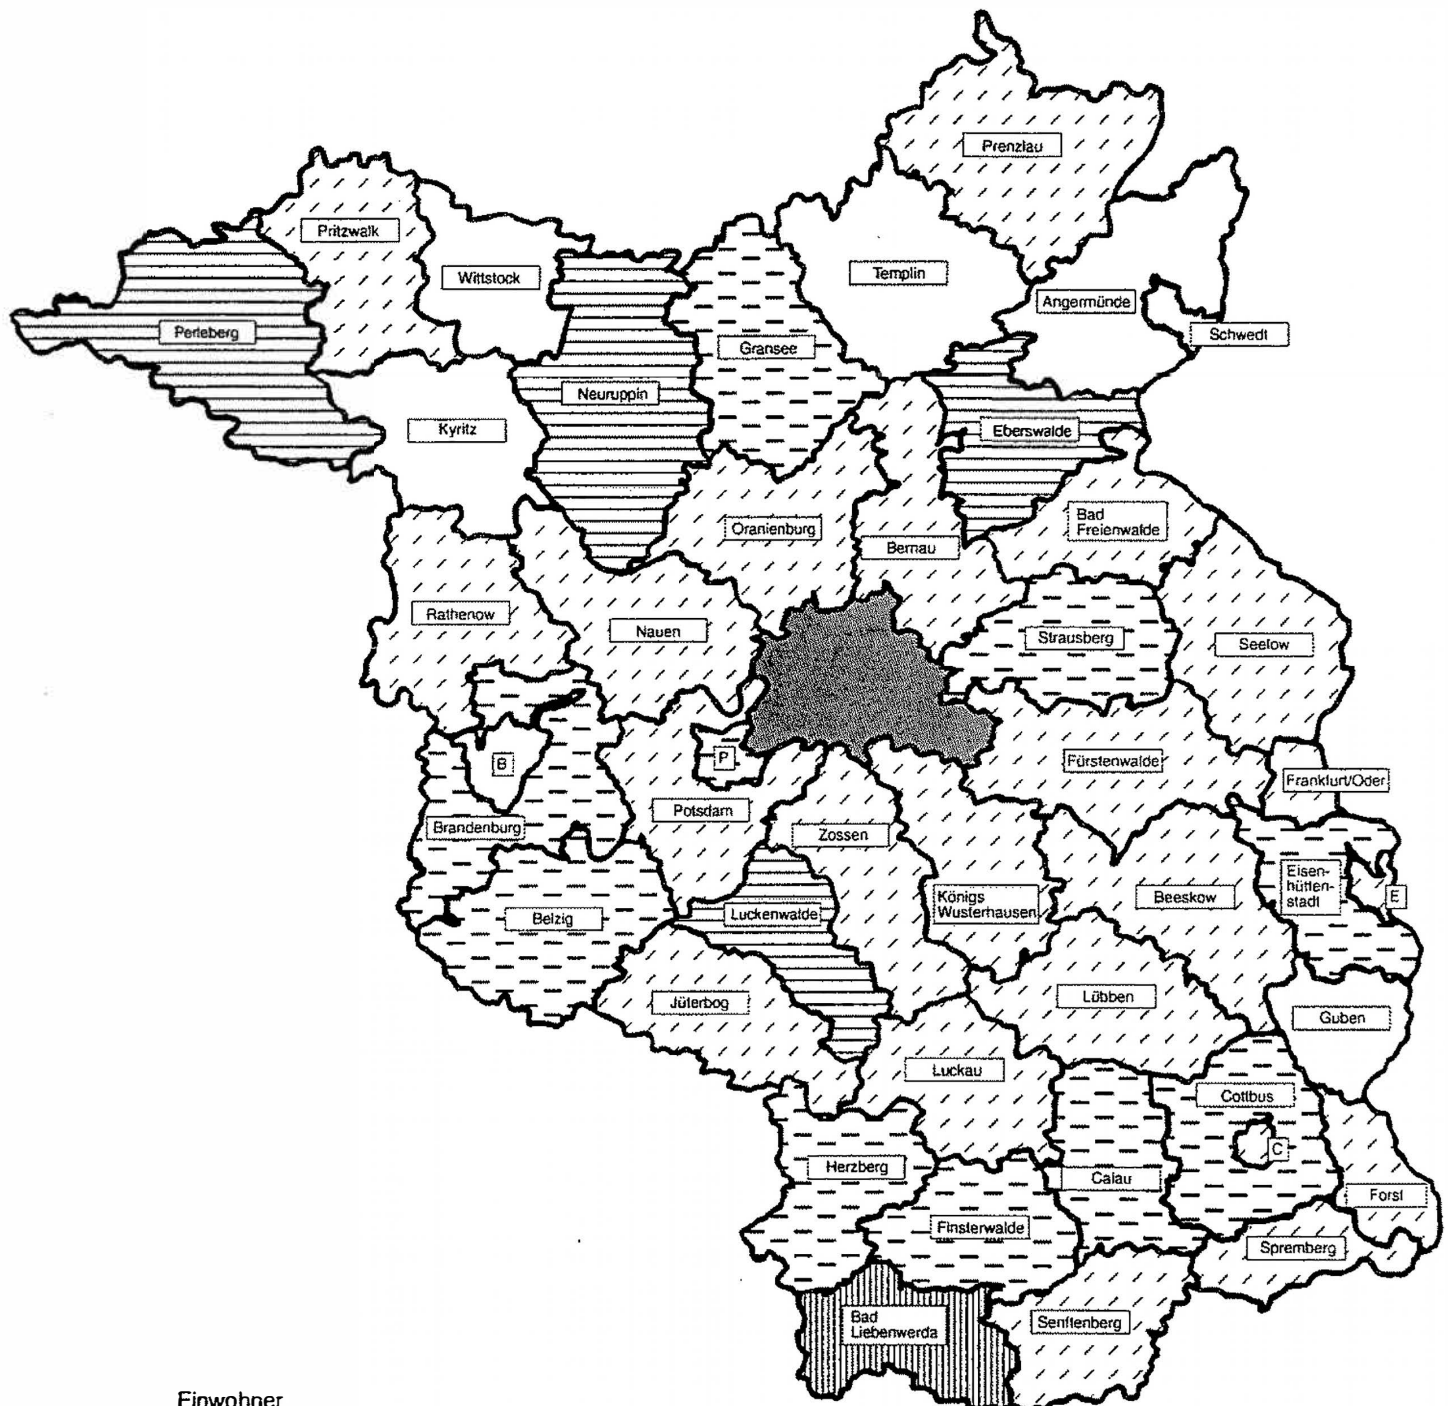 Prenzlau
Pritzwalk
Wittstock
Templin
Angermünde
Perleberg
Schwedt
Gransee
Neuruppin
Kyritz
Eberswalde
Bad
Freienwalde
Oranienburg
Bernau
Rathenow
Nauen
Strausberg
Seelow
B
P
Fürstenwalde
Frankfurt/Oder
Potsdam
Brandenburg
Zossen
Eisen-
hütten-
stadt
E
Königs
Wusterhausen
Beeskow
Belzig
Luckenwalde
Jüterbog
Lübben
Guben
Luckau
Cottbus
C
Herzberg
Calau
Forst
Finsterwalde
Spremberg
Bad
Liebenwerda
Senftenberg
Einwohner